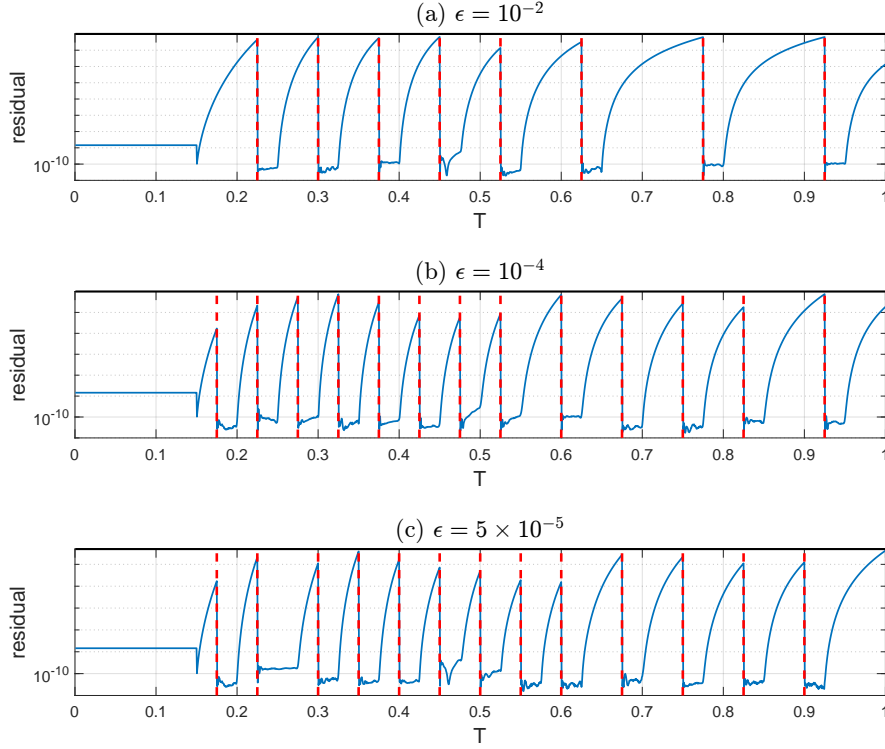 (a) ϵ = 10⁻²
residual
10⁻¹⁰
0 0.1 0.2 0.3 0.4 0.5 0.6 0.7 0.8 0.9 1
T
(b) ϵ = 10⁻⁴
residual
10⁻¹⁰
0 0.1 0.2 0.3 0.4 0.5 0.6 0.7 0.8 0.9 1
T
(c) ϵ = 5 × 10⁻⁵
residual
10⁻¹⁰
0 0.1 0.2 0.3 0.4 0.5 0.6 0.7 0.8 0.9 1
T